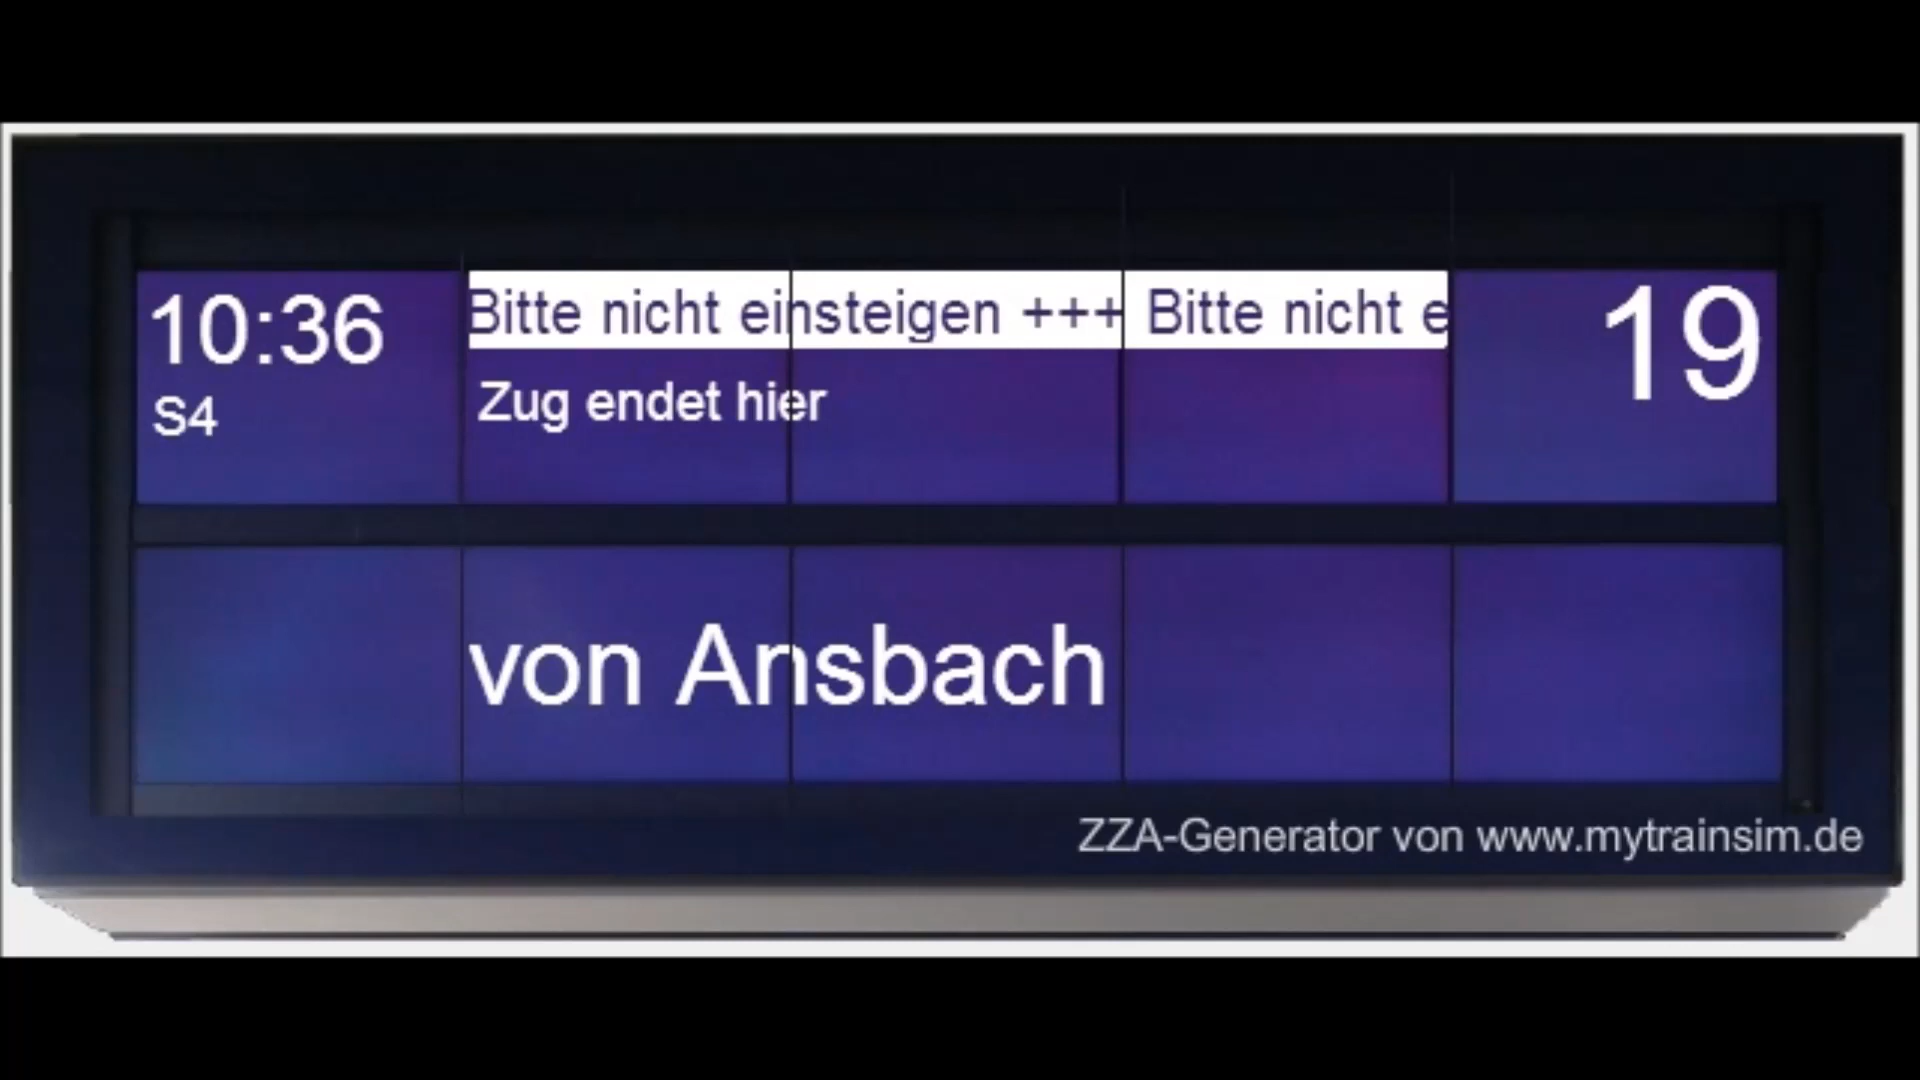 10:36
Bitte nicht einsteigen +++ Bitte nicht e
19
S4
Zug endet hier
von Ansbach
ZZA-Generator von www.mytrainsim.de